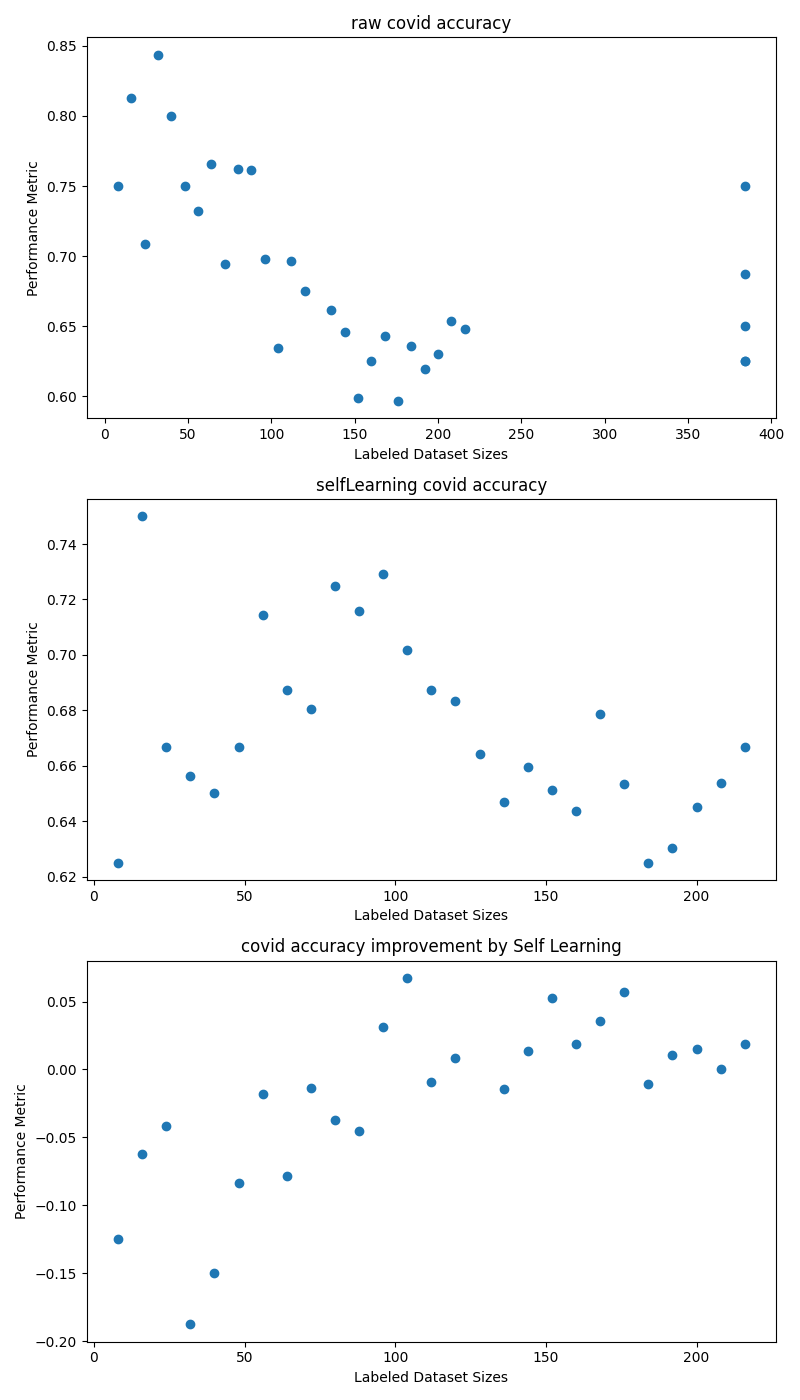 raw covid accuracy
0.85
0.80
0.75
0.70
0.65
0.60
Performance Metric
0 50 100 150 200 250 300 350 400
Labeled Dataset Sizes
selfLearning covid accuracy
0.74
0.72
0.70
0.68
0.66
0.64
0.62
Performance Metric
0 50 100 150 200
Labeled Dataset Sizes
covid accuracy improvement by Self Learning
0.05
0.00
−0.05
−0.10
−0.15
−0.20
Performance Metric
0 50 100 150 200
Labeled Dataset Sizes